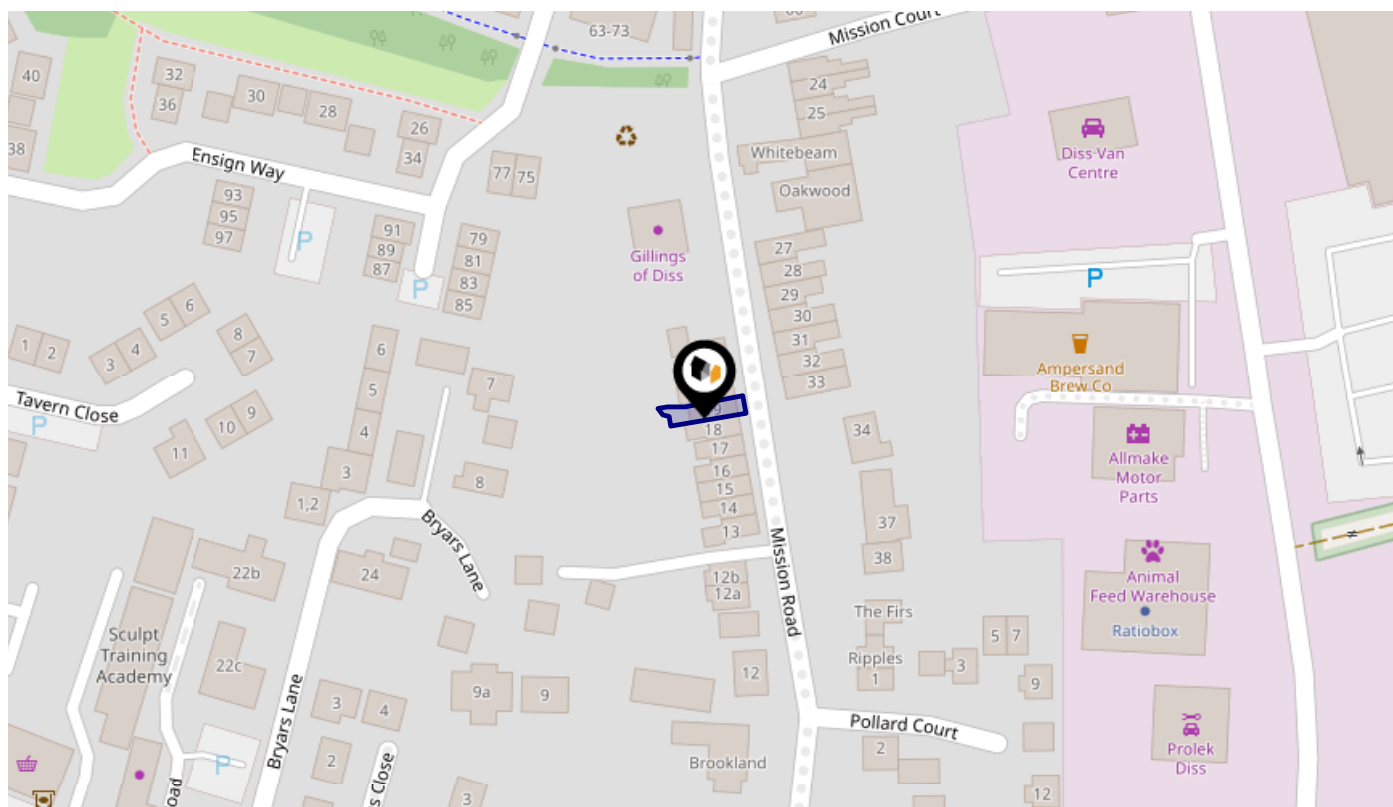 63-73
Mission Court
40
32
36
30
28
26
34
38
24
25
Whitebeam
Oakwood
Diss Van
Centre
Ensign Way
77
75
93
95
97
P
91
89
87
P
79
81
83
85
Gillings
of Diss
27
28
29
30
31
32
33
P
Ampersand
Brew Co
1
2
3
4
5
6
8
7
6
5
4
3
1,2
7
8
Tavern Close
P
10
9
11
18
17
16
15
14
13
34
37
38
Allmake
Motor
Parts
Bryars Lane
Mission Road
22b
24
12b
12a
Animal
Feed Warehouse
Ratiobox
The Firs
Ripples
1
5
7
3
9
Sculpt
Training
Academy
22c
9a
9
12
3
4
2
Bryars Lane
Pollard Court
2
Brookland
Prolek
Diss
P
oad
s Close
3
12